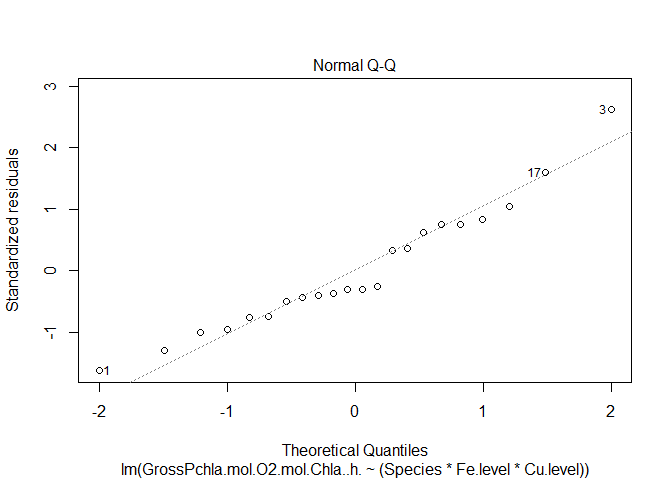 Normal Q-Q
Standardized residuals
3
2
1
0
-1
3
17
1
-2 -1 0 1 2
Theoretical Quantiles
lm(GrossPchla.mol.O2.mol.Chla..h. ~ (Species * Fe.level * Cu.level))